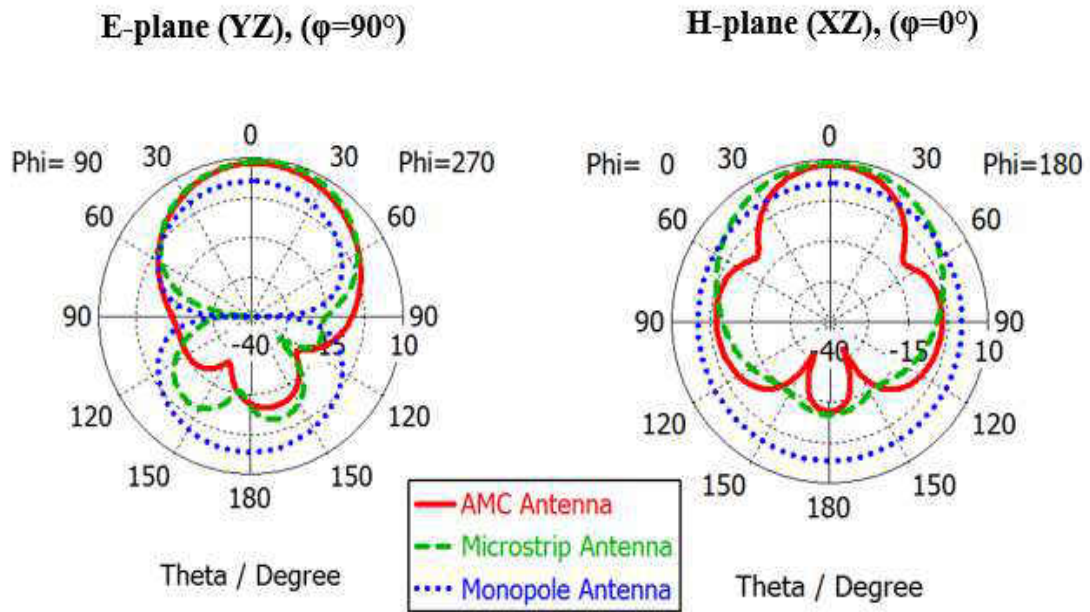 E-plane (YZ), (φ=90°)
H-plane (XZ), (φ=0°)
0
30
30
Phi= 90
Phi=270
60
60
90
90
-40
-15
10
120
120
150
150
180
Theta / Degree
0
30
30
Phi= 0
Phi=180
60
60
90
90
-40
-15
10
120
120
150
150
180
Theta / Degree
AMC Antenna
Microstrip Antenna
Monopole Antenna